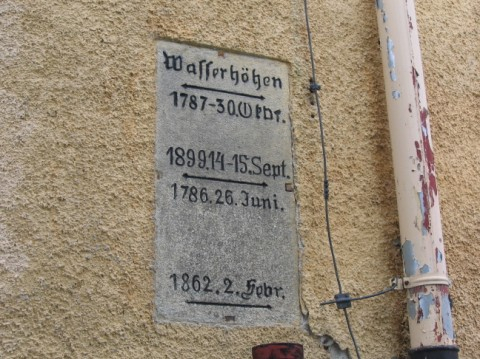 Wasserhöhen
1787-30.Oktbr.
1899.14-15.Sept.
1786.26.Juni.
1862.2.Febr.